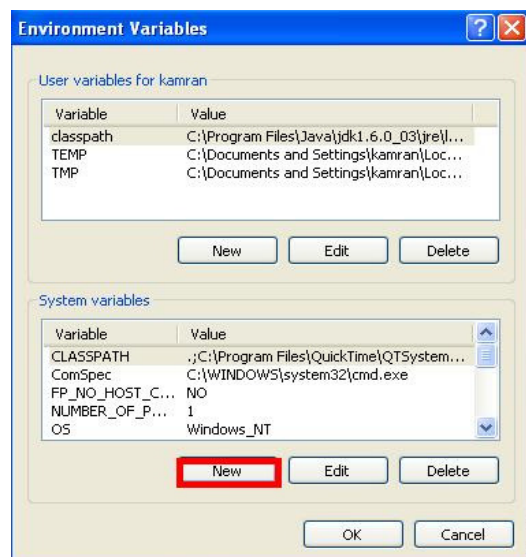 Environment Variables
User variables for kamran
Variable Value
classpath C:\Program Files\Java\jdk1.6.0_03\jre\l...
TEMP C:\Documents and Settings\kamran\Loc...
TMP C:\Documents and Settings\kamran\Loc...
New Edit Delete
System variables
Variable Value
CLASSPATH .;C:\Program Files\QuickTime\QTSystem...
ComSpec C:\WINDOWS\system32\cmd.exe
FP_NO_HOST_C... NO
NUMBER_OF_P... 1
OS Windows_NT
New Edit Delete
OK Cancel